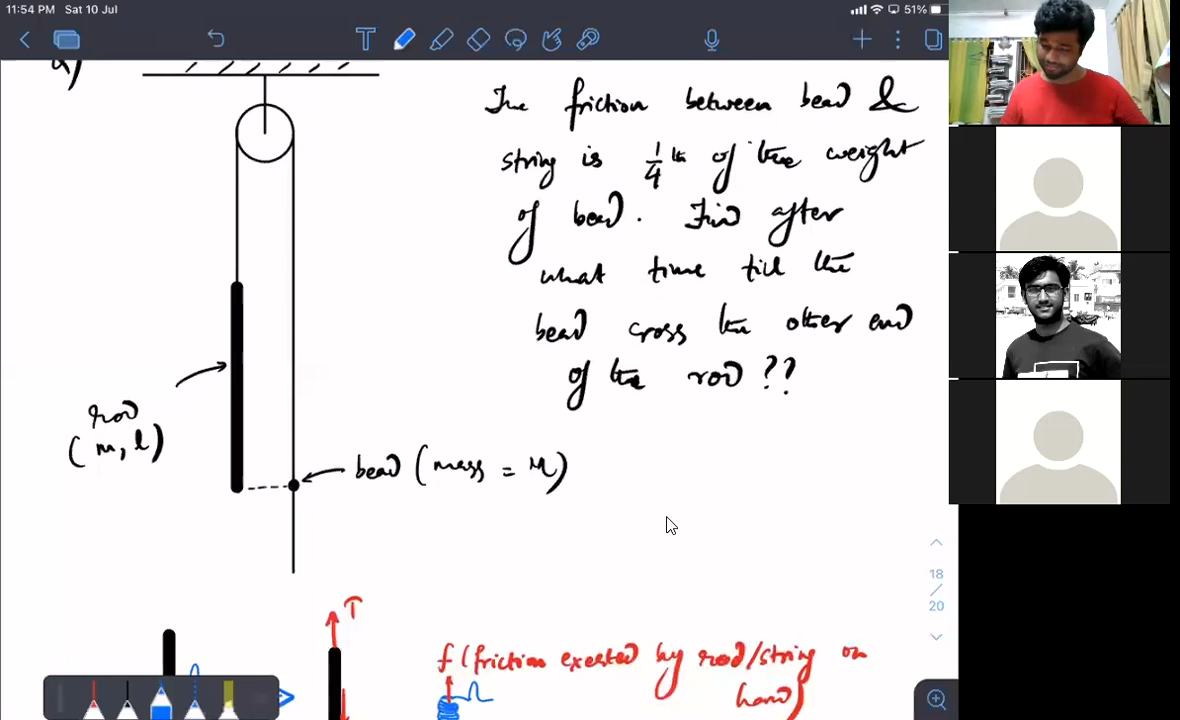 11:54 PM Sat 10 Jul
51%
a)
The friction between bead &
string is 1/4 th of the weight
of bead. Find after
what time till the
bead cross the other end
of the rod ??
rod
(m, l)
bead (mass = M)
18
/
20
T
f (friction exerted by rod/string on